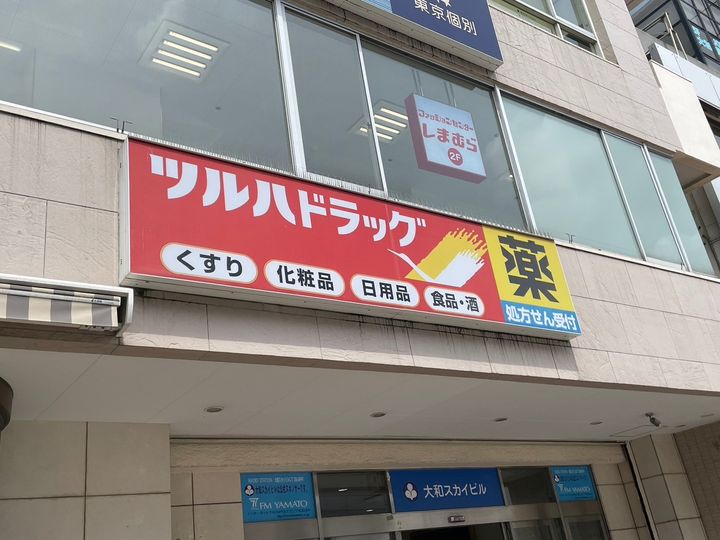 東京個別
ファッションセンター
しまむら
2F
ツルハドラッグ
くすり
化粧品
日用品
食品・酒
薬
処方せん受付
FM YAMATO
大和スカイビル
FM YAMATO